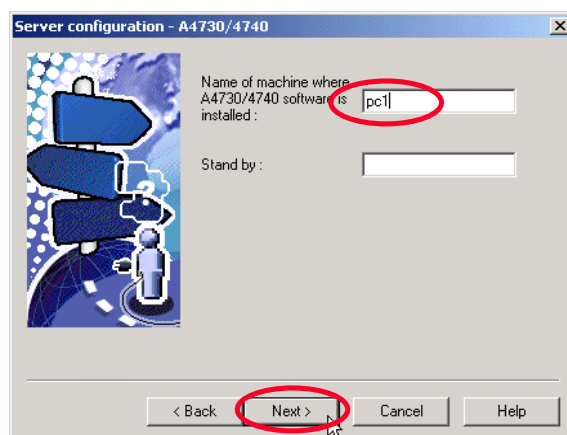 Server configuration - A4730/4740
Name of machine where
A4730/4740 software is
installed :
pc1
Stand by :
?
< Back
Next >
Cancel
Help